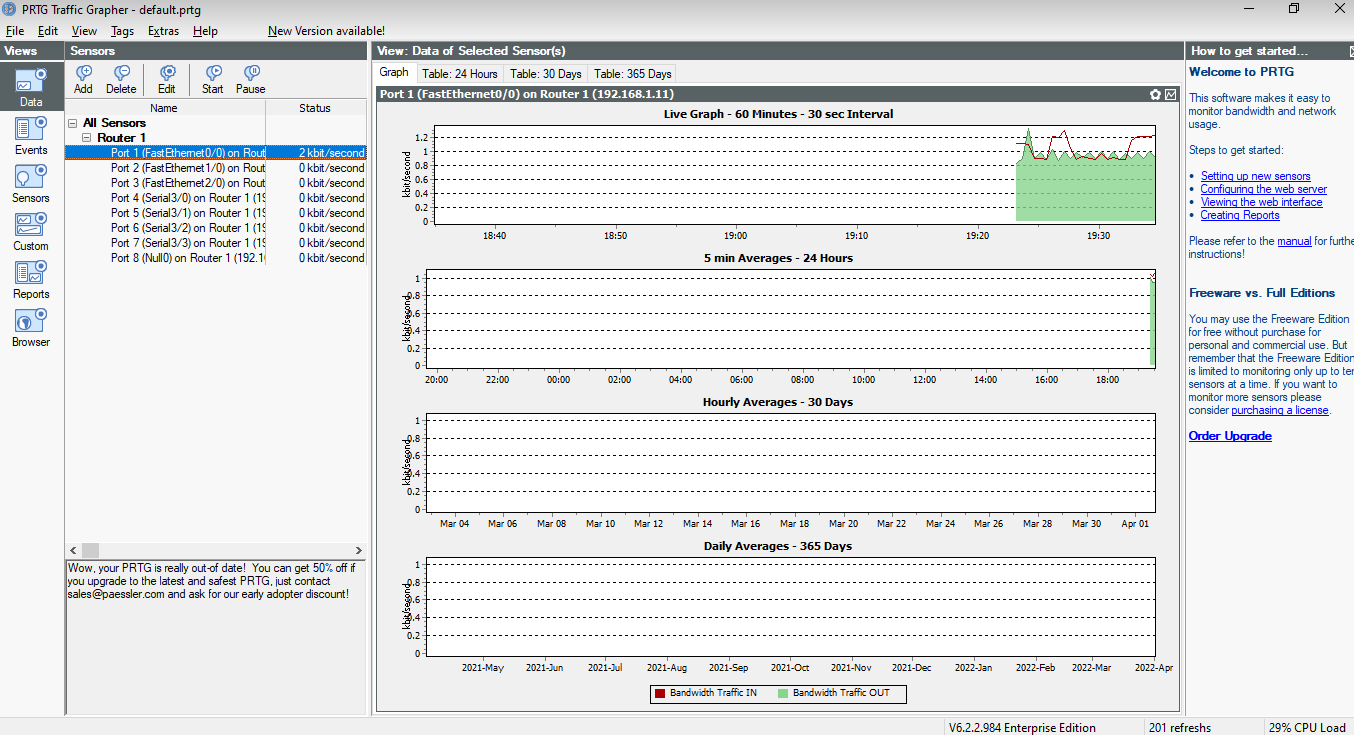 PRTG Traffic Grapher - default.prtg
File Edit View Tags Extras Help New Version available!
Views
Data
Events
Sensors
Custom
Reports
Browser
Sensors
Add Delete Edit Start Pause
Name Status
All Sensors
Router 1
Port 1 (FastEthernet0/0) on Rout 2 kbit/second
Port 2 (FastEthernet1/0) on Rout 0 kbit/second
Port 3 (FastEthernet2/0) on Rout 0 kbit/second
Port 4 (Serial3/0) on Router 1 (19 0 kbit/second
Port 5 (Serial3/1) on Router 1 (19 0 kbit/second
Port 6 (Serial3/2) on Router 1 (19 0 kbit/second
Port 7 (Serial3/3) on Router 1 (19 0 kbit/second
Port 8 (Null0) on Router 1 (192.1 0 kbit/second
Wow, your PRTG is really out-of date! You can get 50% off if
you upgrade to the latest and safest PRTG, just contact
sales@paessler.com and ask for our early adopter discount!
View: Data of Selected Sensor(s)
Graph Table: 24 Hours Table: 30 Days Table: 365 Days
Port 1 (FastEthernet0/0) on Router 1 (192.168.1.11)
Live Graph - 60 Minutes - 30 sec Interval
kbit/second
1.2
1
0.8
0.6
0.4
0.2
0
18:40 18:50 19:00 19:10 19:20 19:30
5 min Averages - 24 Hours
kbit/second
1
0.8
0.6
0.4
0.2
0
20:00 22:00 00:00 02:00 04:00 06:00 08:00 10:00 12:00 14:00 16:00 18:00
Hourly Averages - 30 Days
kbit/second
1
0.8
0.6
0.4
0.2
0
Mar 04 Mar 06 Mar 08 Mar 10 Mar 12 Mar 14 Mar 16 Mar 18 Mar 20 Mar 22 Mar 24 Mar 26 Mar 28 Mar 30 Apr 01
Daily Averages - 365 Days
kbit/second
1
0.8
0.6
0.4
0.2
0
2021-May 2021-Jun 2021-Jul 2021-Aug 2021-Sep 2021-Oct 2021-Nov 2021-Dec 2022-Jan 2022-Feb 2022-Mar 2022-Apr
Bandwidth Traffic IN Bandwidth Traffic OUT
How to get started...
Welcome to PRTG
This software makes it easy to
monitor bandwidth and network
usage.
Steps to get started:
• Setting up new sensors
• Configuring the web server
• Viewing the web interface
• Creating Reports
Please refer to the manual for furthe
instructions!
Freeware vs. Full Editions
You may use the Freeware Edition
for free without purchase for
personal and commercial use. But
remember that the Freeware Edition
is limited to monitoring only up to ten
sensors at a time. If you want to
monitor more sensors please
consider purchasing a license.
Order Upgrade
V6.2.2.984 Enterprise Edition 201 refreshs 29% CPU Load